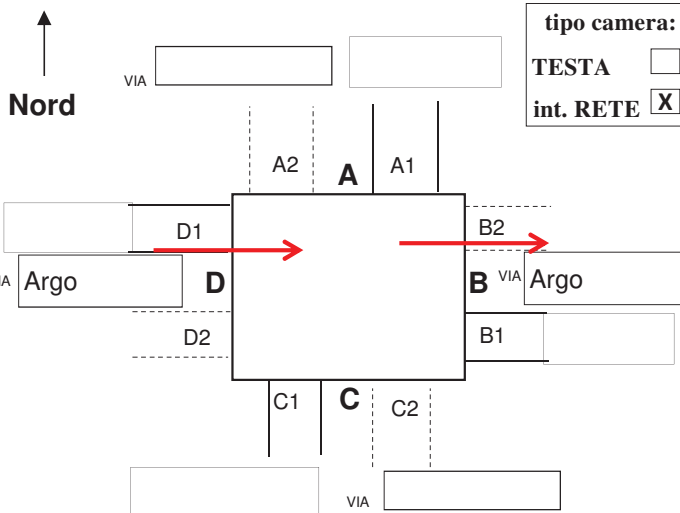 tipo camera:
VIA
TESTA
Nord
int. RETE X
A2 A A1
D1 B2
Argo D B VIA Argo
D2 B1
C1 C C2
VIA